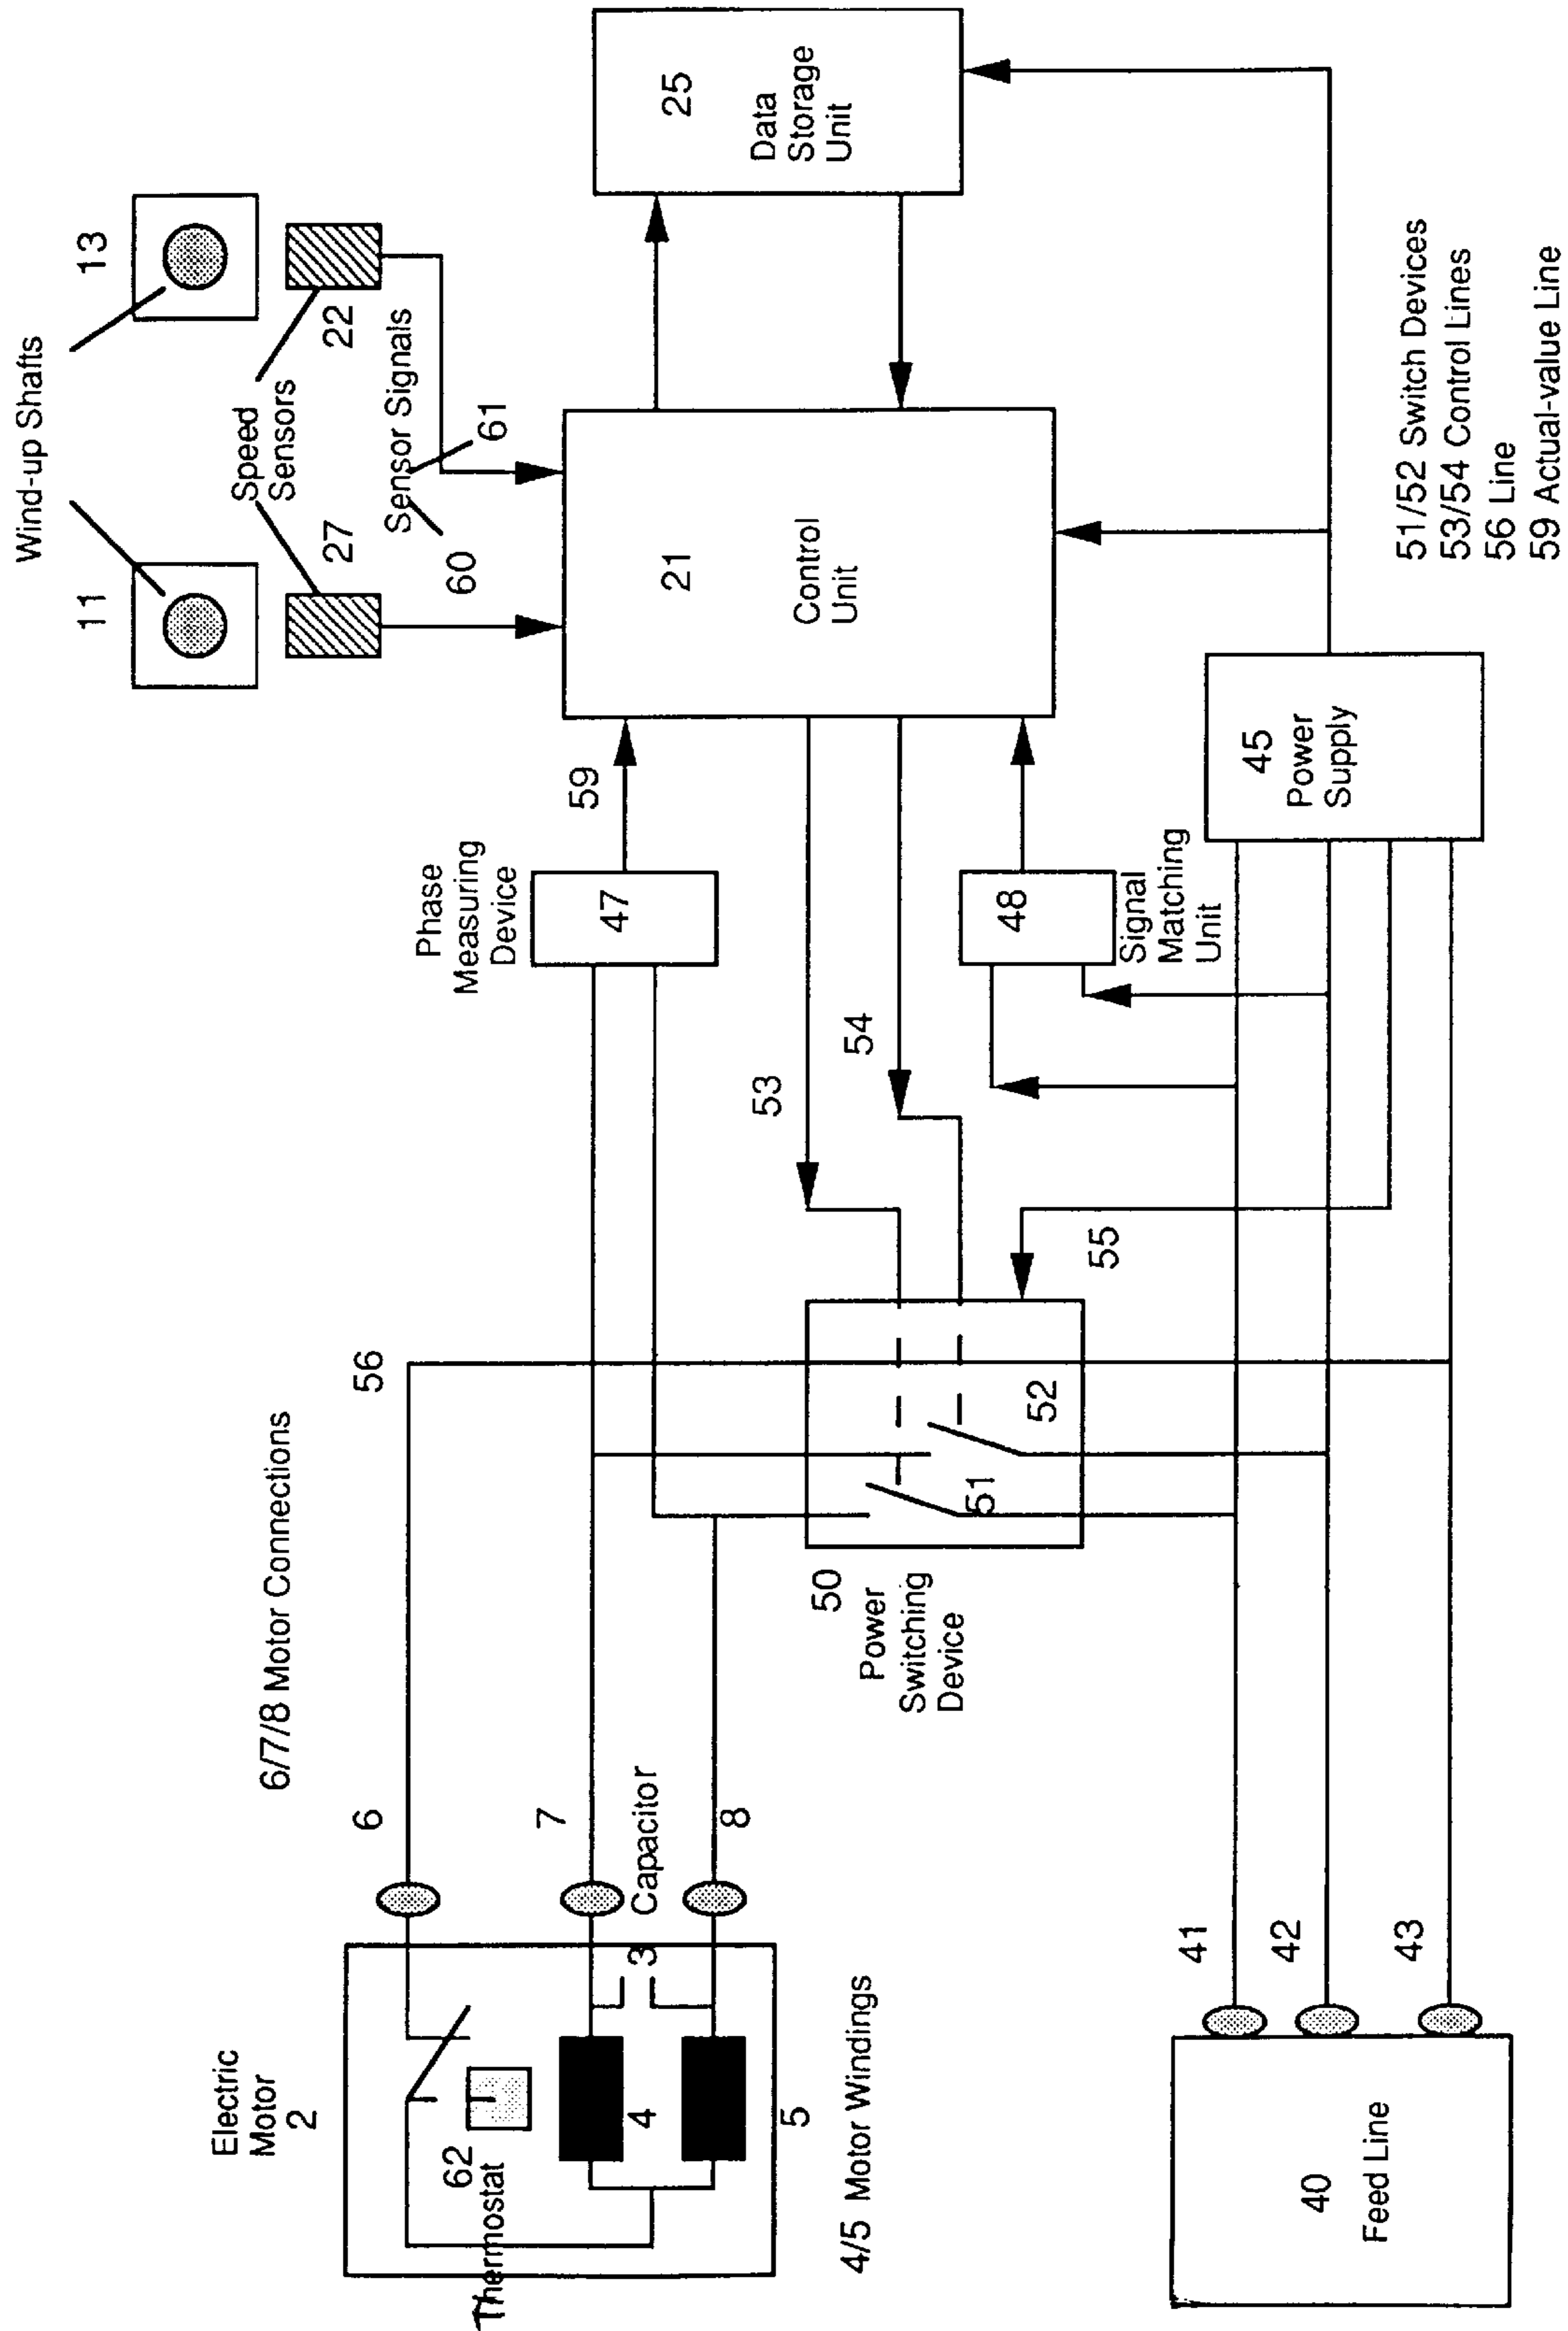 Wind-up Shafts
11
13
Speed
Sensors
27
22
Sensor Signals
60
61
Electric
Motor
2
62
Thermostat
4
5
4/5 Motor Windings
3
Capacitor
6
7
8
6/7/8 Motor Connections
56
Phase
Measuring
Device
47
59
21
Control
Unit
25
Data
Storage
Unit
53
54
50
Power
Switching
Device
51
52
55
48
Signal
Matching
Unit
45
Power
Supply
40
Feed Line
41
42
43
51/52 Switch Devices
53/54 Control Lines
56 Line
59 Actual-value Line